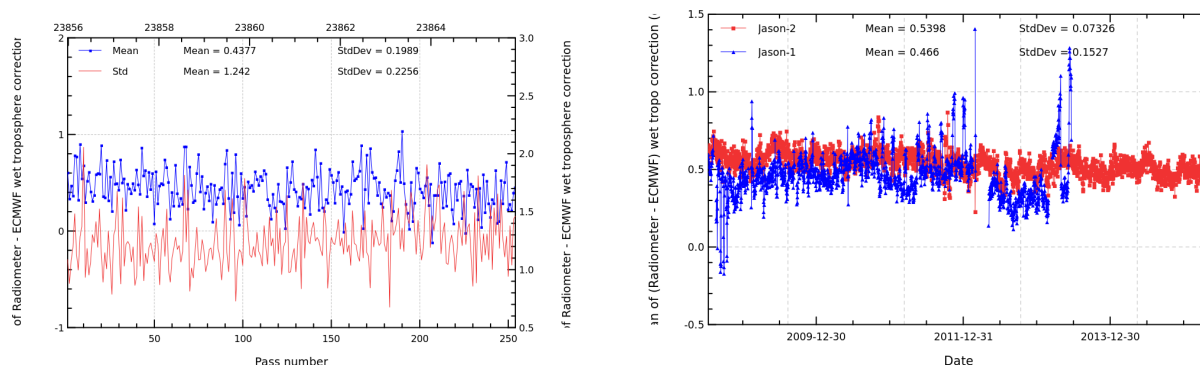 23856 23858 23860 23862 23864
2 1 0 -1
3.0 2.5 2.0 1.5 1.0 0.5
Mean Mean = 0.4377 StdDev = 0.1989
Std Mean = 1.242 StdDev = 0.2256
of Radiometer - ECMWF wet troposphere correction
of Radiometer - ECMWF wet troposphere correction
50 100 150 200 250
Pass number
1.5 1.0 0.5 0.0 -0.5
Jason-2 Mean = 0.5398 StdDev = 0.07326
Jason-1 Mean = 0.466 StdDev=0.1527
of (Radiometer - ECMWF) wet tropo correction (
2009-12-30 2011-12-31 2013-12-30
Date